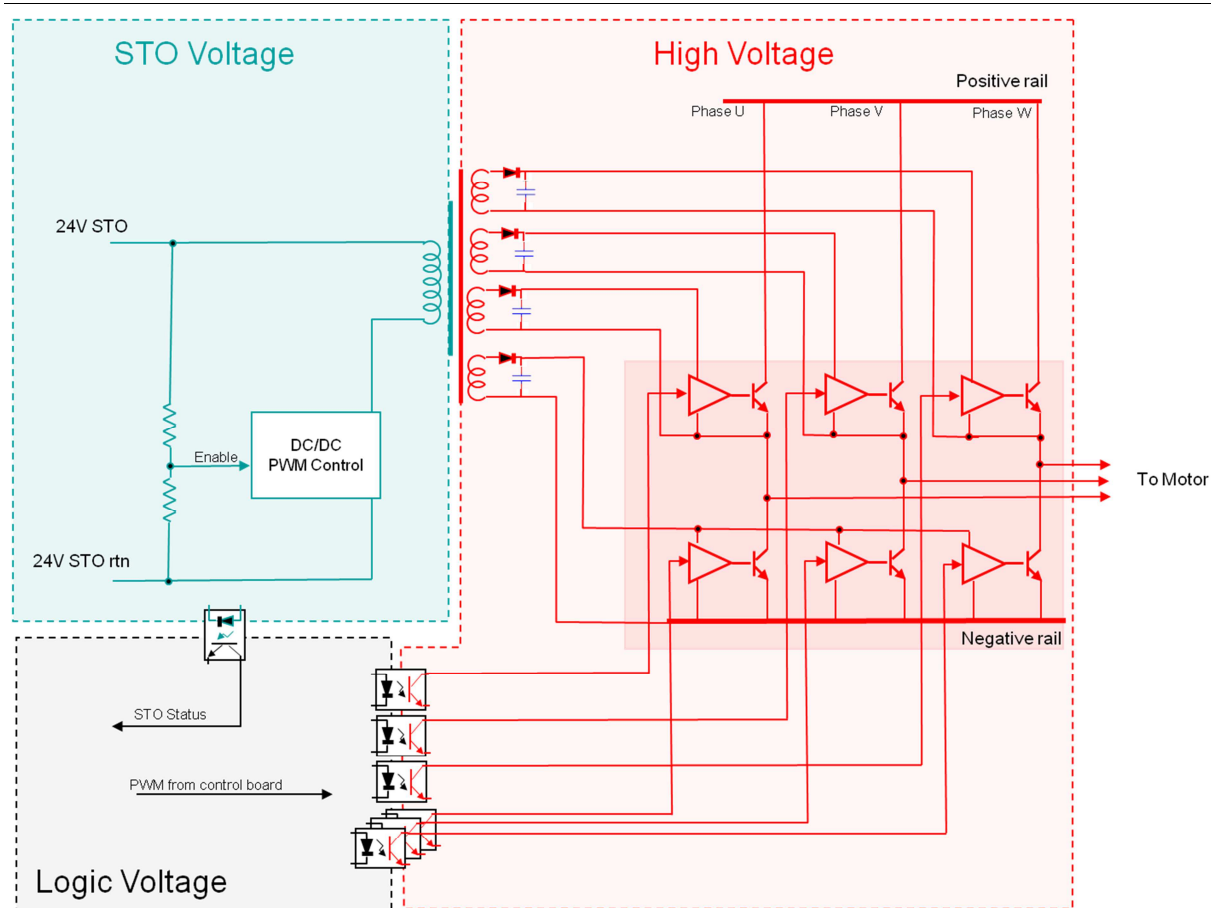 STO Voltage
High Voltage
Positive rail
Phase U
Phase V
Phase W
24V STO
Enable
DC/DC
PWM Control
To Motor
24V STO rtn
Negative rail
STO Status
PWM from control board
Logic Voltage